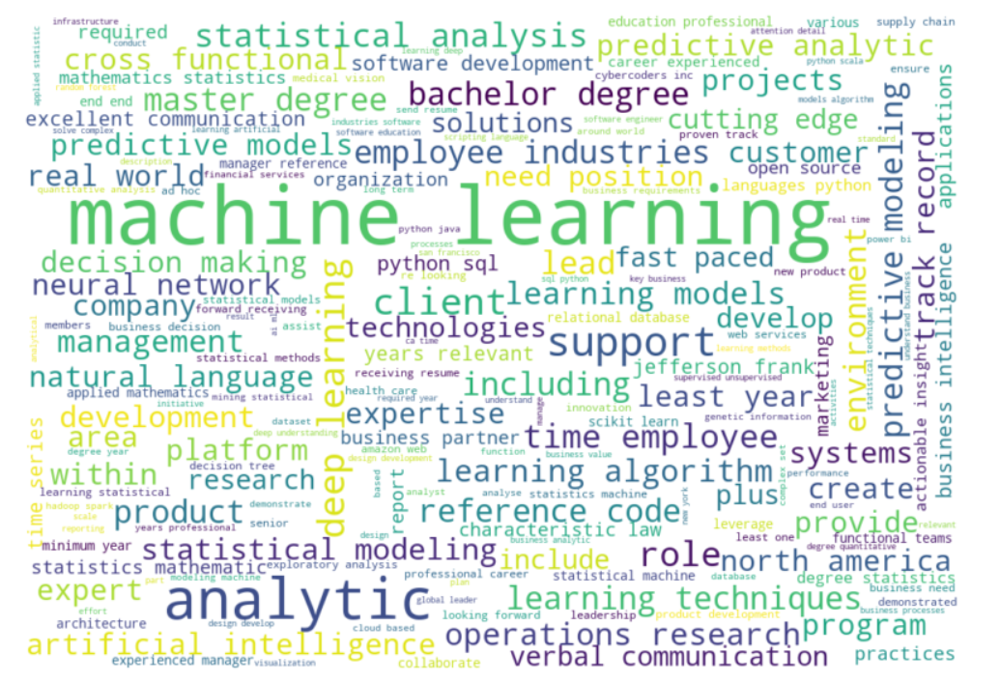 infrastructure
required
conduct
statistical analysis
learning deep
education professional
various
supply chain
attention detail
applied statistic
cross functional
software development
career experienced
predictive analytic
python scala
mathematics statistics
random forest
medical vision
cybercoders inc
projects
models algorithm
ensure
end end
master degree
send resume
bachelor degree
applications
excellent communication
solve complex
learning artificial
industries software
software education
scripting language
solutions
software engineer
around world
cutting edge
proven track
standard
predictive models
description
manager reference
employee industries
customer
open source
predictive modeling
track record
real world
financial services
quantitative analysis
ad hoc
organization
long term
need position
business requirements
languages python
machine learning
python java
real time
processes
san francisco
power bi
decision making
python sql
re looking
lead
sql python
fast paced
key business
new product
environment
neural network
statistical models
forward receiving
company
client
learning models
relational database
develop
web services
business intelligence
understand business
statistical techniques
members
business decision
result
ai ml
assist
deep learning
technologies
analytical
management
statistical methods
ca time
years relevant
support
learning methods
natural language
receiving resume
including
jefferson frank
supervised unsupervised
marketing
activities
actionable insight
applied mathematics
mining statistical
initiative
health care
required year
understand
manage
innovation
least year
genetic information
development
dataset
deep understanding
expertise
scikit learn
area
degree year
time series
decision tree
business partner
amazon web
design development
function
business value
time employee
complex set
systems
performance
platform
within
research
learning statistical
based
report
analyst
learning algorithm
analyse
statistics machine
new york
plus
create
end user
hadoop spark
scale
reporting
product
demonstrate
senior
years professional
reference code
leverage
provide
relevant
minimum year
statistical modeling
design
characteristic law
business analytic
least one
functional teams
degree quantitative
statistics mathematic
exploratory analysis
include
role
north america
expert
part
modeling machine
professional career
plan
statistical machine
database
degree statistics
business need
demonstrated
effort
analytic
global leader
learning techniques
business processes
architecture
design develop
cloud based
looking forward
leadership
product development
program
artificial intelligence
operations research
experienced manager
visualization
collaborate
verbal communication
practices